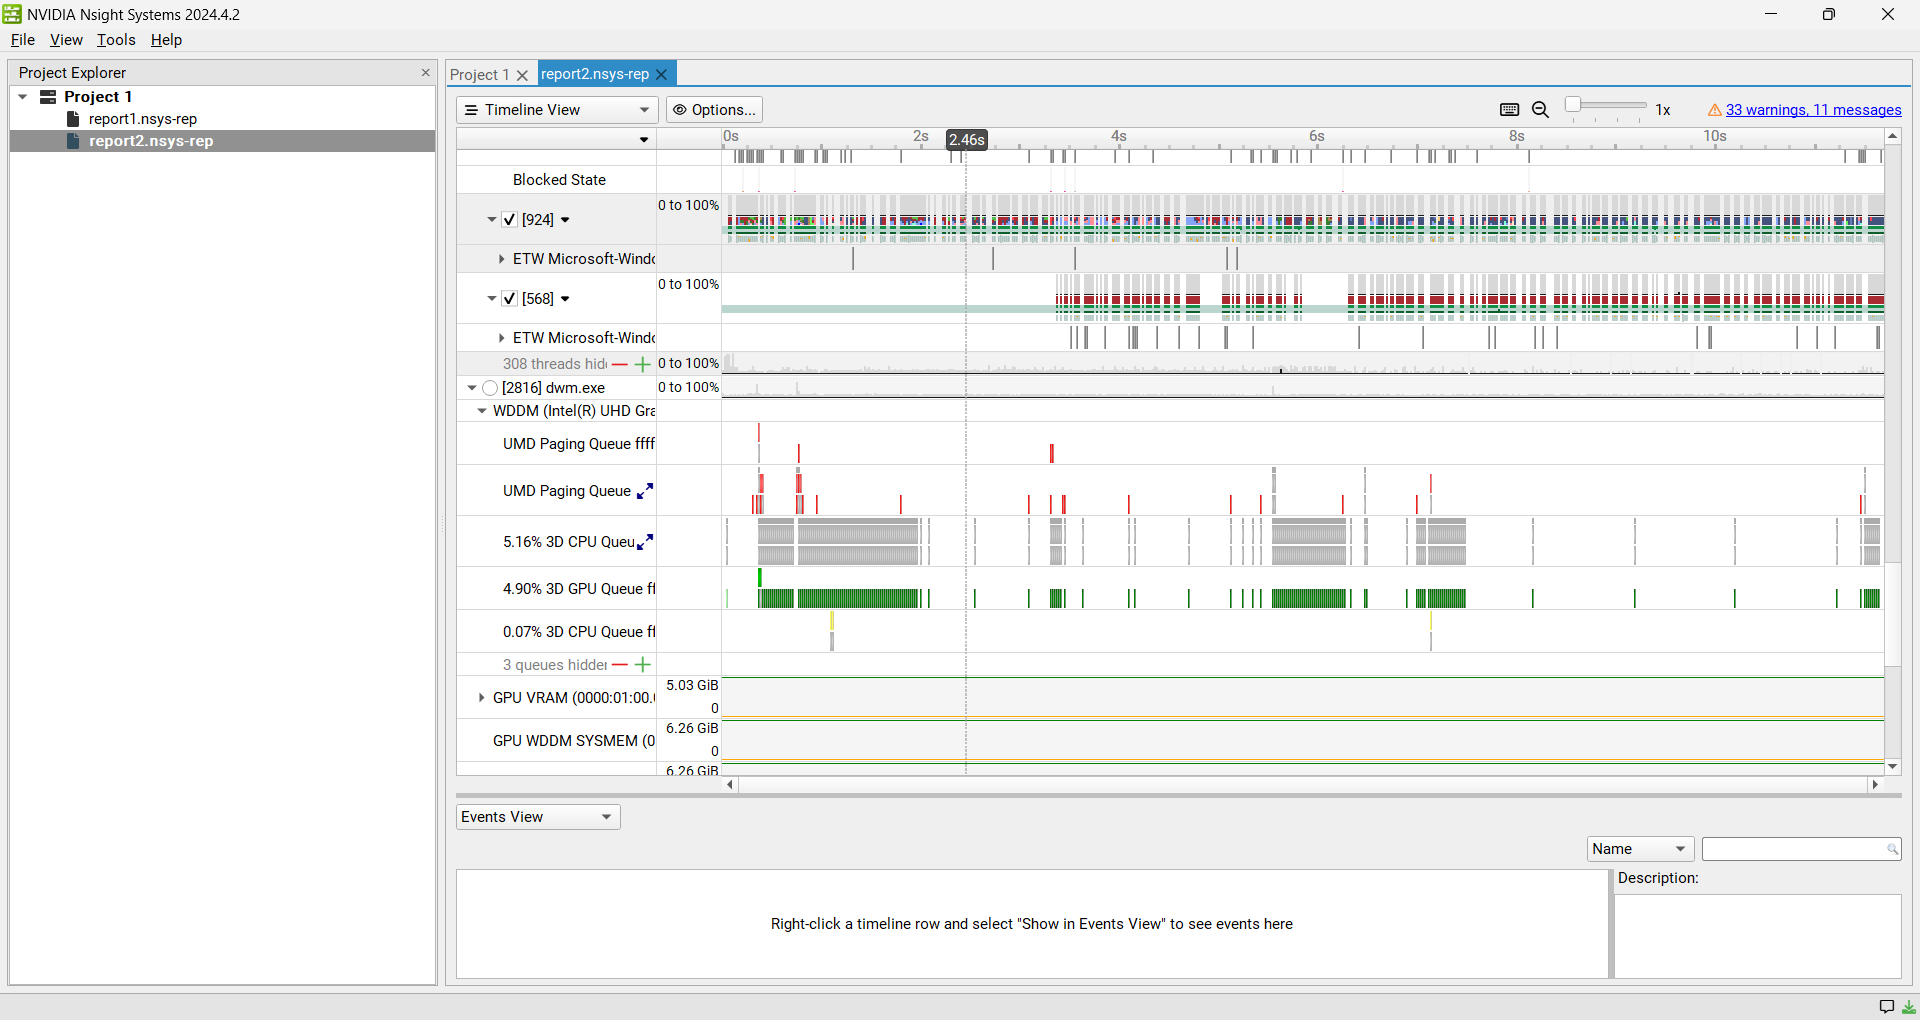 NVIDIA Nsight Systems 2024.4.2
File View Tools Help
Project Explorer
Project 1
report1.nsys-rep
report2.nsys-rep
Project 1
report2.nsys-rep
Timeline View
Options...
1x
33 warnings, 11 messages
0s 2s 2.46s 4s 6s 8s 10s
Blocked State
[924]
0 to 100%
ETW Microsoft-Windo
[568]
0 to 100%
ETW Microsoft-Windo
308 threads hid
0 to 100%
[2816] dwm.exe
0 to 100%
WDDM (Intel(R) UHD Gra
UMD Paging Queue ffff
UMD Paging Queue
5.16% 3D CPU Queu
4.90% 3D GPU Queue ff
0.07% 3D CPU Queue ff
3 queues hidden
GPU VRAM (0000:01:00.
5.03 GiB
0
GPU WDDM SYSMEM (0
6.26 GiB
0
6.26 GiB
Events View
Name
Description:
Right-click a timeline row and select "Show in Events View" to see events here